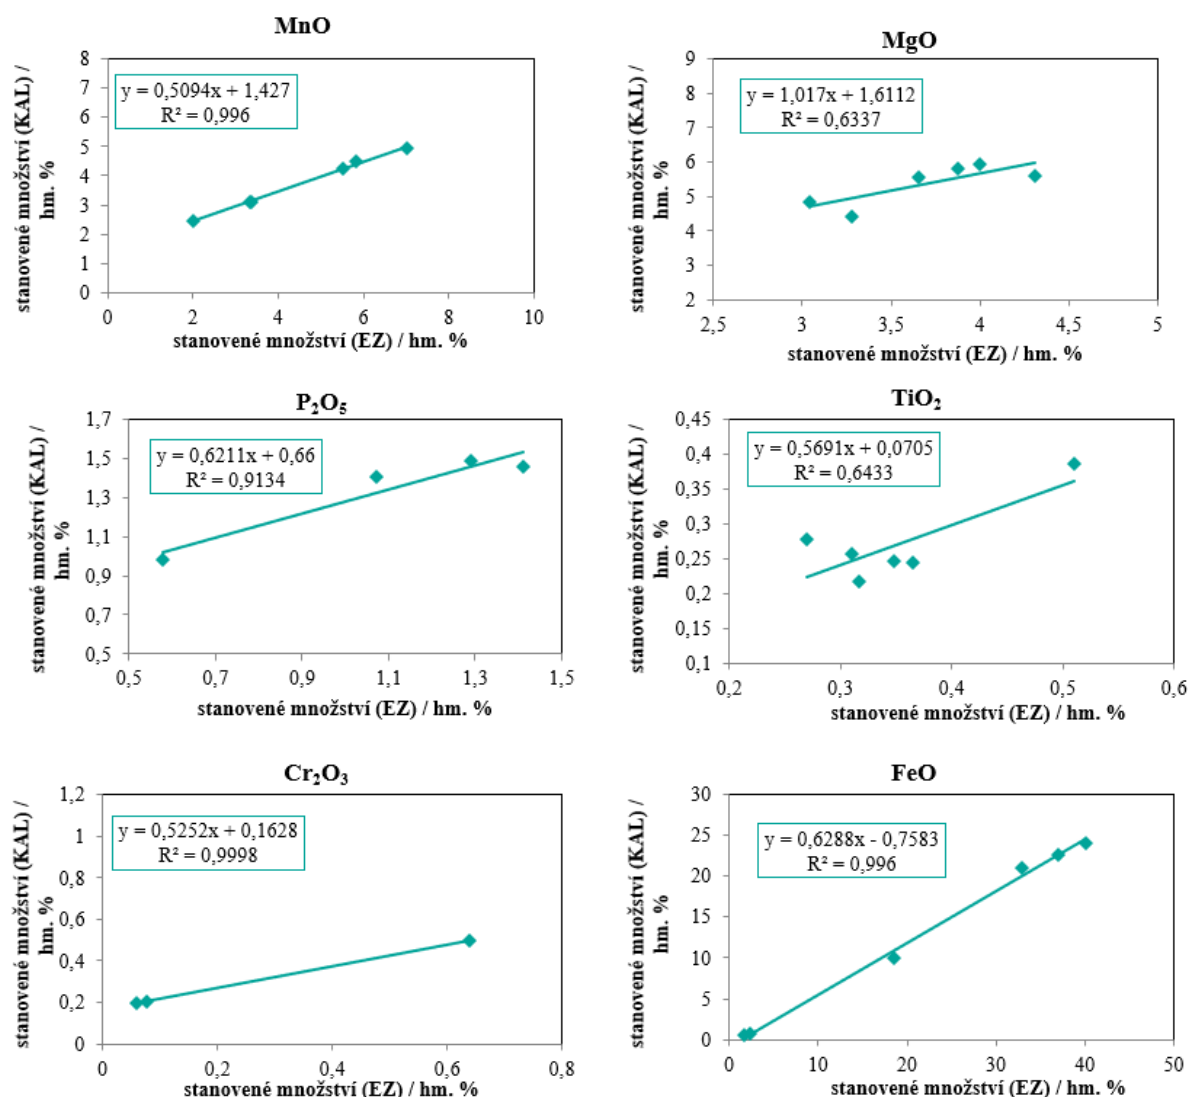 MnO
stanovené množství (KAL) /
hm. %
8
7
6
5
4
3
2
1
0
y = 0,5094x + 1,427
R² = 0,996
0 2 4 6 8 10
stanovené množství (EZ) / hm. %
MgO
stanovené množství (KAL) /
hm. %
9
8
7
6
5
4
3
2
y = 1,017x + 1,6112
R² = 0,6337
2,5 3 3,5 4 4,5 5
stanovené množství (EZ) / hm. %
P₂O₅
stanovené množství (KAL) /
hm. %
1,7
1,5
1,3
1,1
0,9
0,7
0,5
y = 0,6211x + 0,66
R² = 0,9134
0,5 0,7 0,9 1,1 1,3 1,5
stanovené množství (EZ) / hm. %
TiO₂
stanovené množství (KAL) /
hm. %
0,45
0,4
0,35
0,3
0,25
0,2
0,15
0,1
y = 0,5691x + 0,0705
R² = 0,6433
0,2 0,3 0,4 0,5 0,6
stanovené množství (EZ) / hm. %
Cr₂O₃
stanovené množství (KAL) /
hm. %
1,2
1
0,8
0,6
0,4
0,2
0
y = 0,5252x + 0,1628
R² = 0,9998
0 0,2 0,4 0,6 0,8
stanovené množství (EZ) / hm. %
FeO
stanovené množství (KAL) /
hm. %
30
25
20
15
10
5
0
y = 0,6288x - 0,7583
R² = 0,996
0 10 20 30 40 50
stanovené množství (EZ) / hm. %